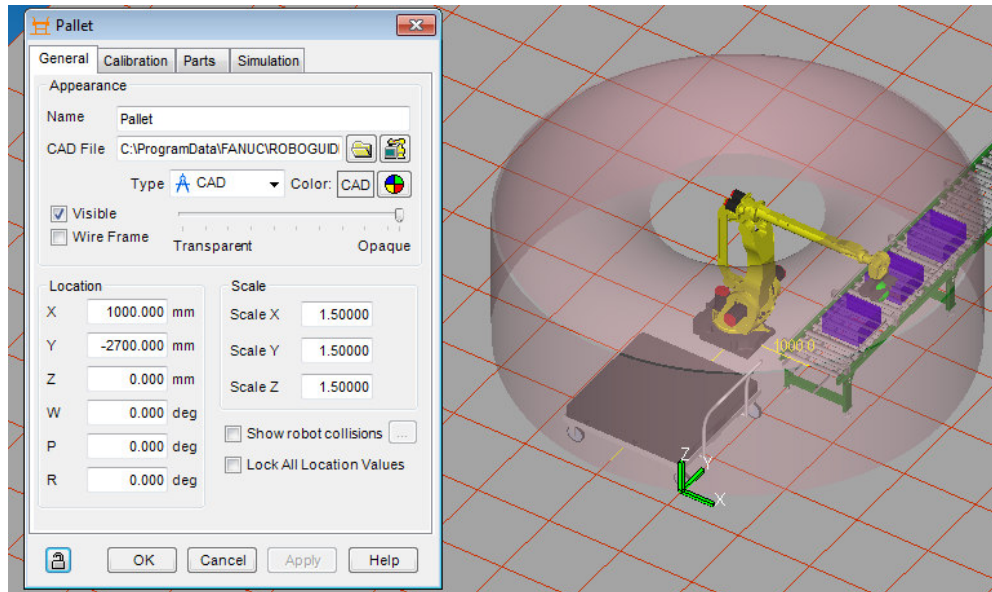 Pallet
General Calibration Parts Simulation
Appearance
Name Pallet
CAD File C:\ProgramData\FANUC\ROBOGUID
Type CAD Color: CAD
Visible
Wire Frame Transparent Opaque
Location
X 1000.000 mm
Y -2700.000 mm
Z 0.000 mm
W 0.000 deg
P 0.000 deg
R 0.000 deg
Scale
Scale X 1.50000
Scale Y 1.50000
Scale Z 1.50000
Show robot collisions ...
Lock All Location Values
OK Cancel Apply Help
1000.0
Z
Y
X